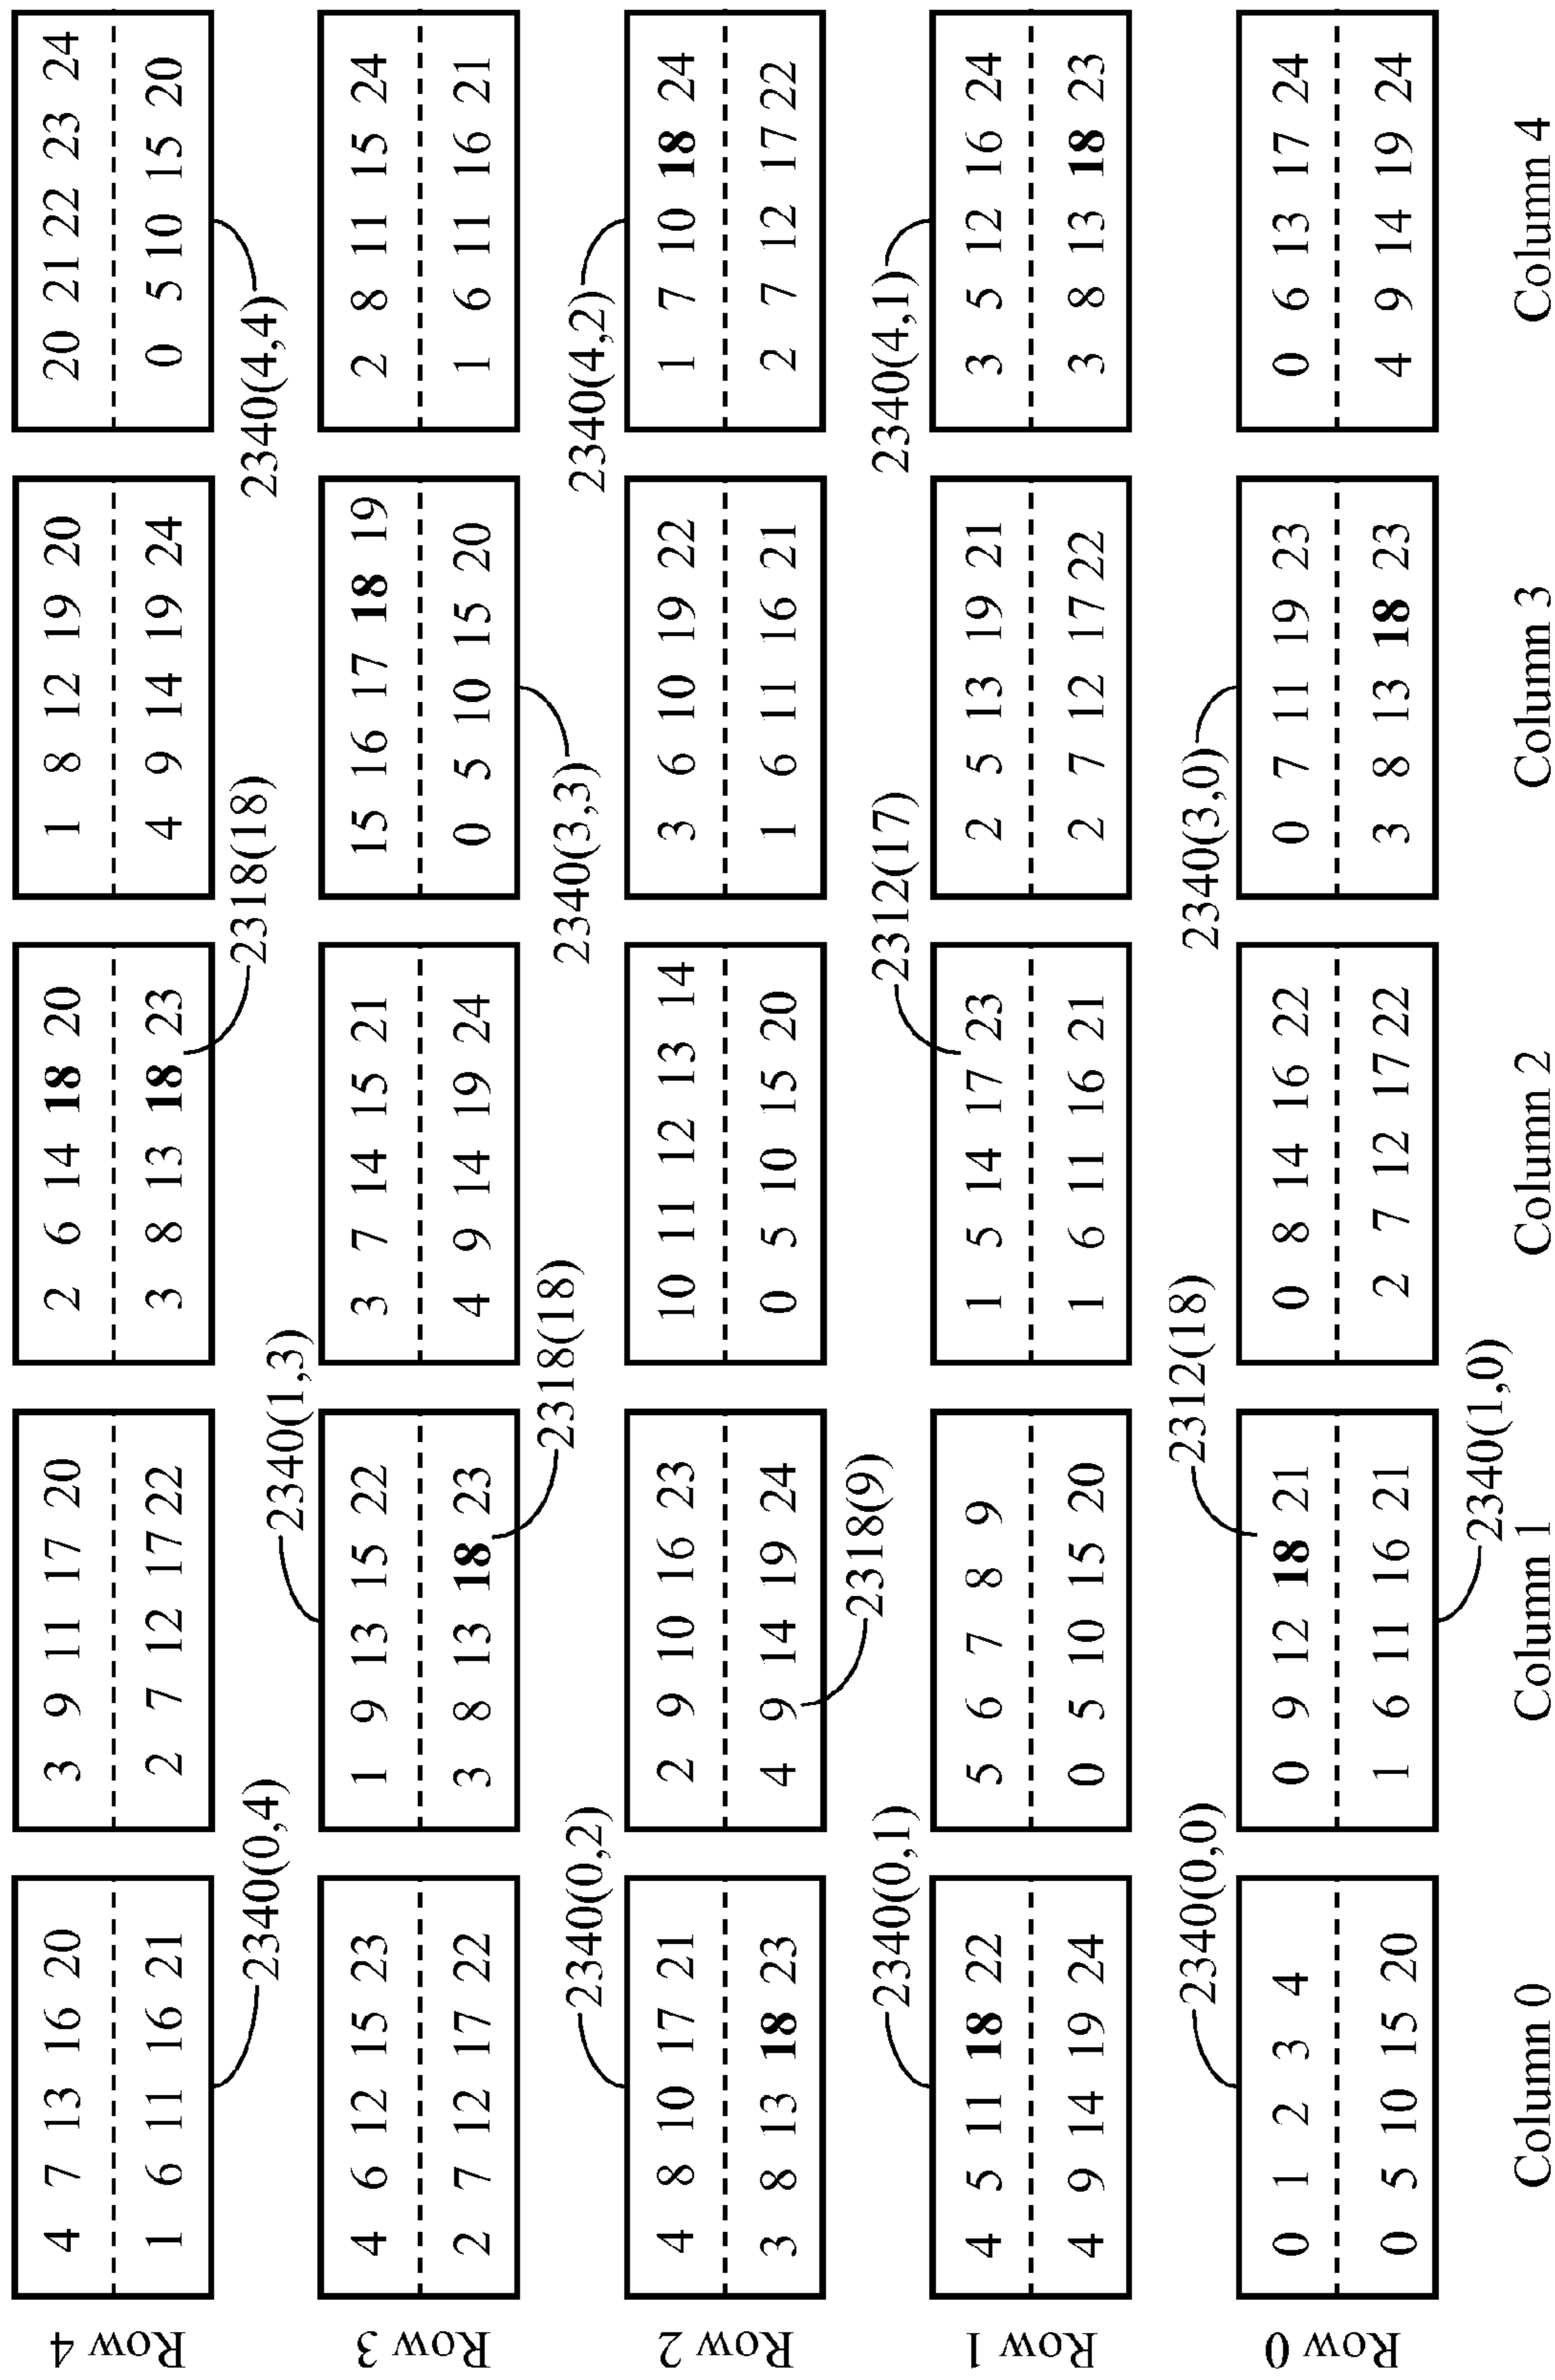 Row 4
4 7 13 16 20
1 6 11 16 21
3 9 11 17 20
2 7 12 17 22
2 6 14 18 20
3 8 13 18 23
1 8 12 19 20
4 9 14 19 24
20 21 22 23 24
0 5 10 15 20
2340(0,4)
2340(1,3)
2318(18)
2340(4,4)
Row 3
4 6 12 15 23
2 7 12 17 22
1 9 13 15 22
3 8 13 18 23
3 7 14 15 21
4 9 14 19 24
15 16 17 18 19
0 5 10 15 20
2 8 11 15 24
1 6 11 16 21
2340(0,2)
2318(18)
2340(3,3)
2340(4,2)
Row 2
4 8 10 17 21
3 8 13 18 23
2 9 10 16 23
4 9 14 19 24
10 11 12 13 14
0 5 10 15 20
3 6 10 19 22
1 6 11 16 21
1 7 10 18 24
2 7 12 17 22
2340(0,1)
2318(9)
2312(17)
2340(4,1)
Row 1
4 5 11 18 22
4 9 14 19 24
5 6 7 8 9
0 5 10 15 20
1 5 14 17 23
1 6 11 16 21
2 5 13 19 21
2 7 12 17 22
3 5 12 16 24
3 8 13 18 23
2340(0,0)
2312(18)
2340(3,0)
Row 0
0 1 2 3 4
0 5 10 15 20
0 9 12 18 21
1 6 11 16 21
0 8 14 16 22
2 7 12 17 22
0 7 11 19 23
3 8 13 18 23
0 6 13 17 24
4 9 14 19 24
2340(1,0)
Column 0
Column 1
Column 2
Column 3
Column 4